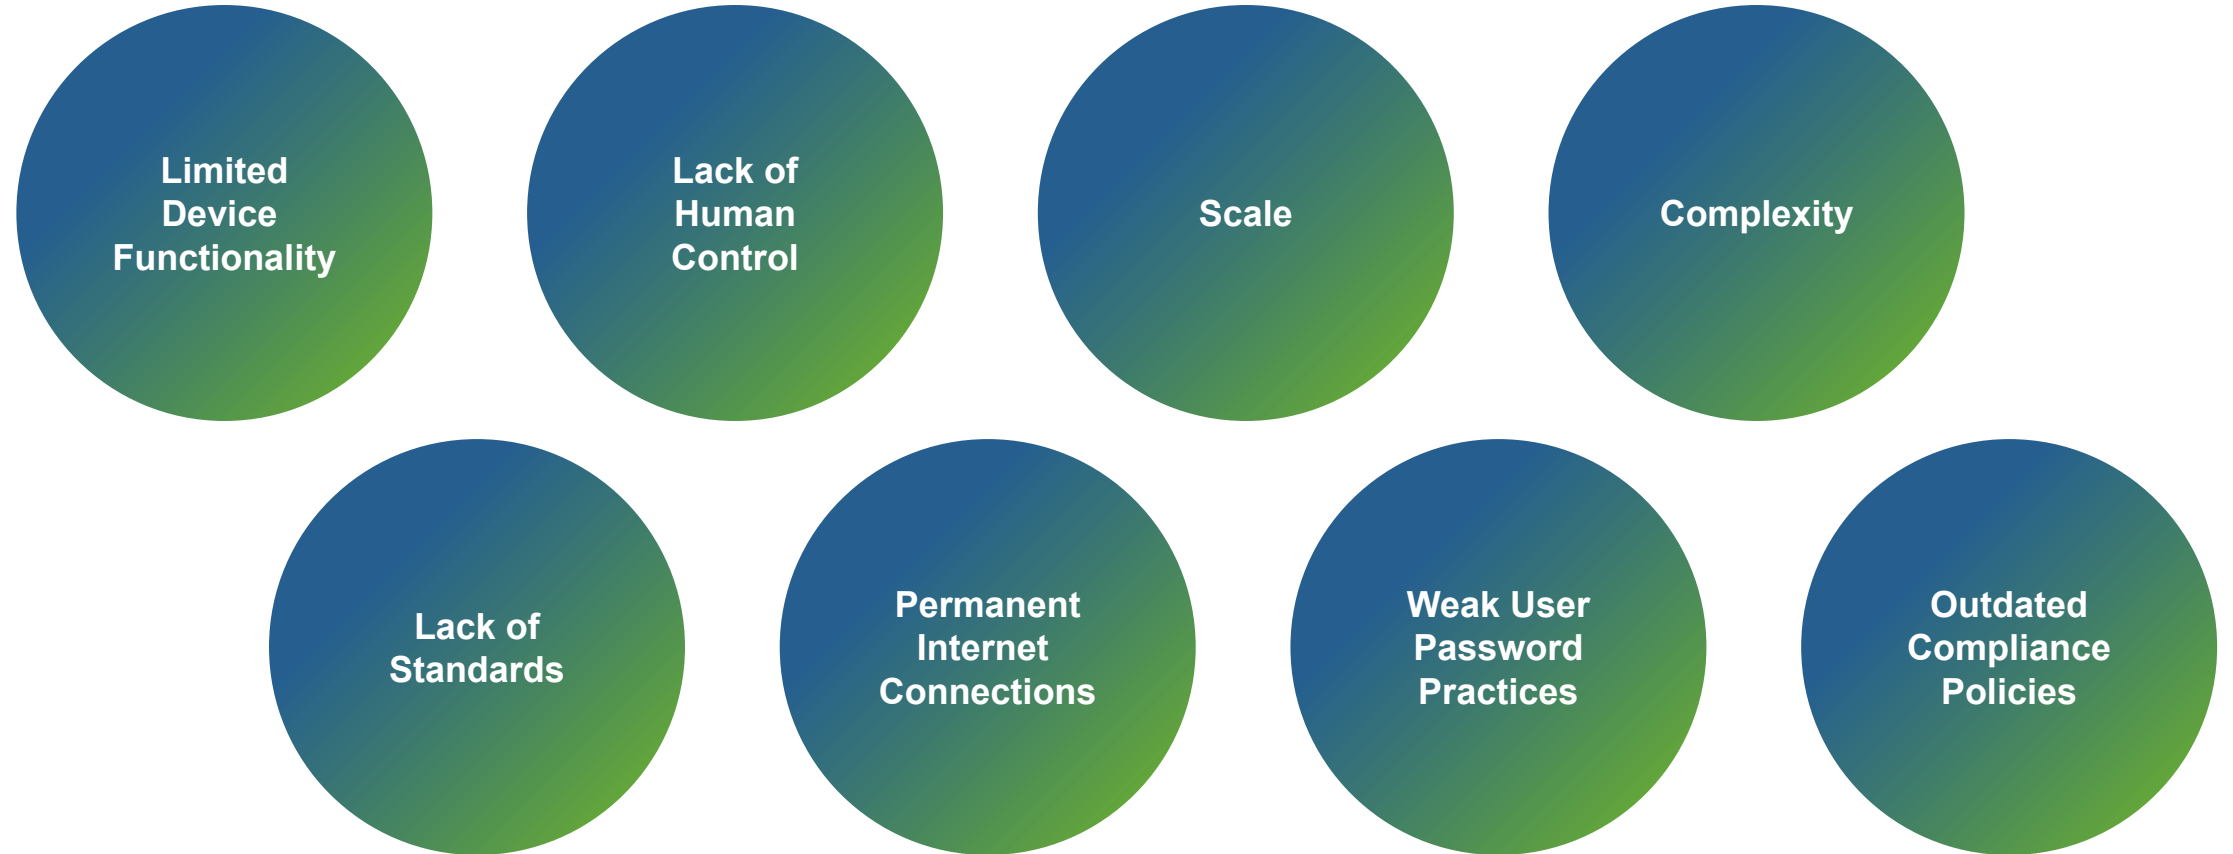 Limited
Device
Functionality
Lack of
Human
Control
Scale
Complexity
Lack of
Standards
Permanent
Internet
Connections
Weak User
Password
Practices
Outdated
Compliance
Policies